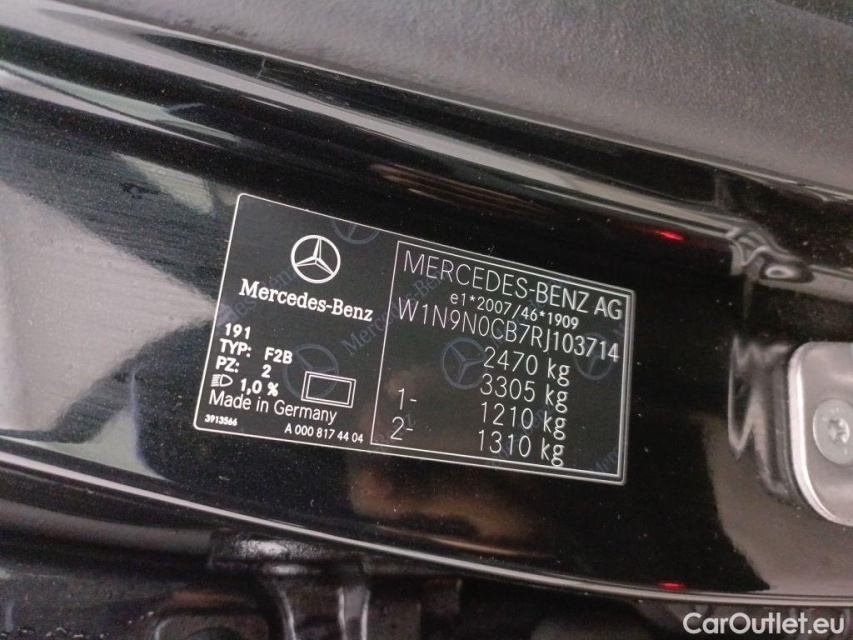 Mercedes-Benz
191
TYP: F2B
PZ: 2
1,0 %
Made in Germany
3913566
A 000 817 44 04
MERCEDES-BENZ AG
e1*2007/46*1909
W1N9N0CB7RJ103714
2470 kg
3305 kg
1- 1210 kg
2- 1310 kg
CarOutlet.eu